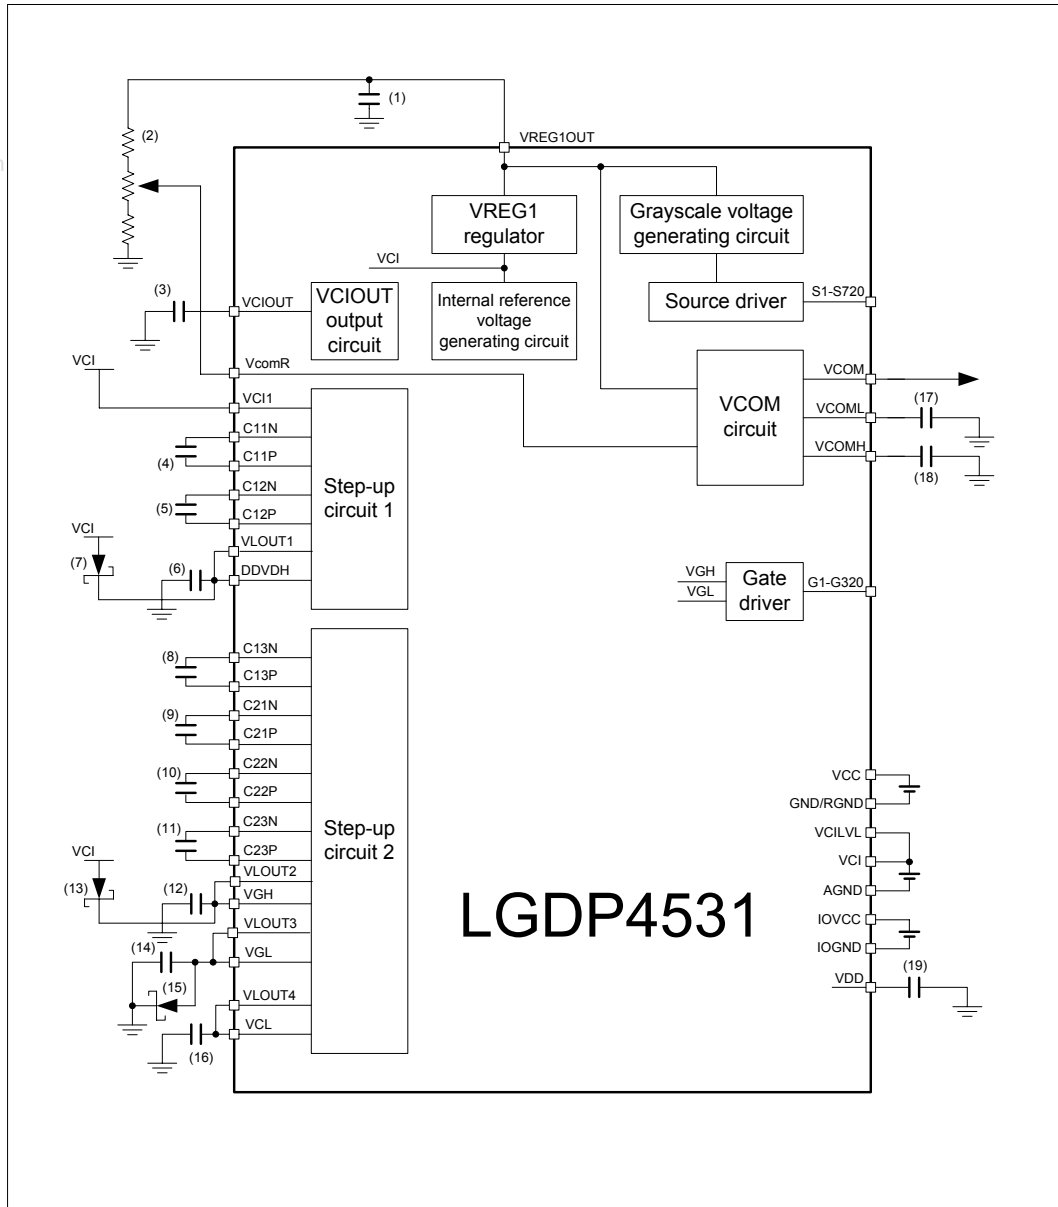 (1)
(2)
VREG1OUT
VREG1
regulator
Grayscale voltage
generating circuit
VCI
(3)
VCIOUT
VCIOUT
output
circuit
Internal reference
voltage
generating circuit
Source driver
S1-S720
VCI
VcomR
VCI1
VCOM
circuit
VCOM
VCOML
(17)
VCOMH
(18)
C11N
(4)
C11P
C12N
(5)
C12P
Step-up
circuit 1
VCI
(7)
VLOUT1
(6)
DDVDH
VGH
VGL
Gate
driver
G1-G320
C13N
(8)
C13P
C21N
(9)
C21P
C22N
(10)
C22P
C23N
(11)
C23P
Step-up
circuit 2
VCI
(13)
VLOUT2
(12)
VGH
VLOUT3
(14)
VGL
(15)
VLOUT4
VCL
(16)
LGDP4531
VCC
GND/RGND
VCILVL
VCI
AGND
IOVCC
IOGND
VDD
(19)